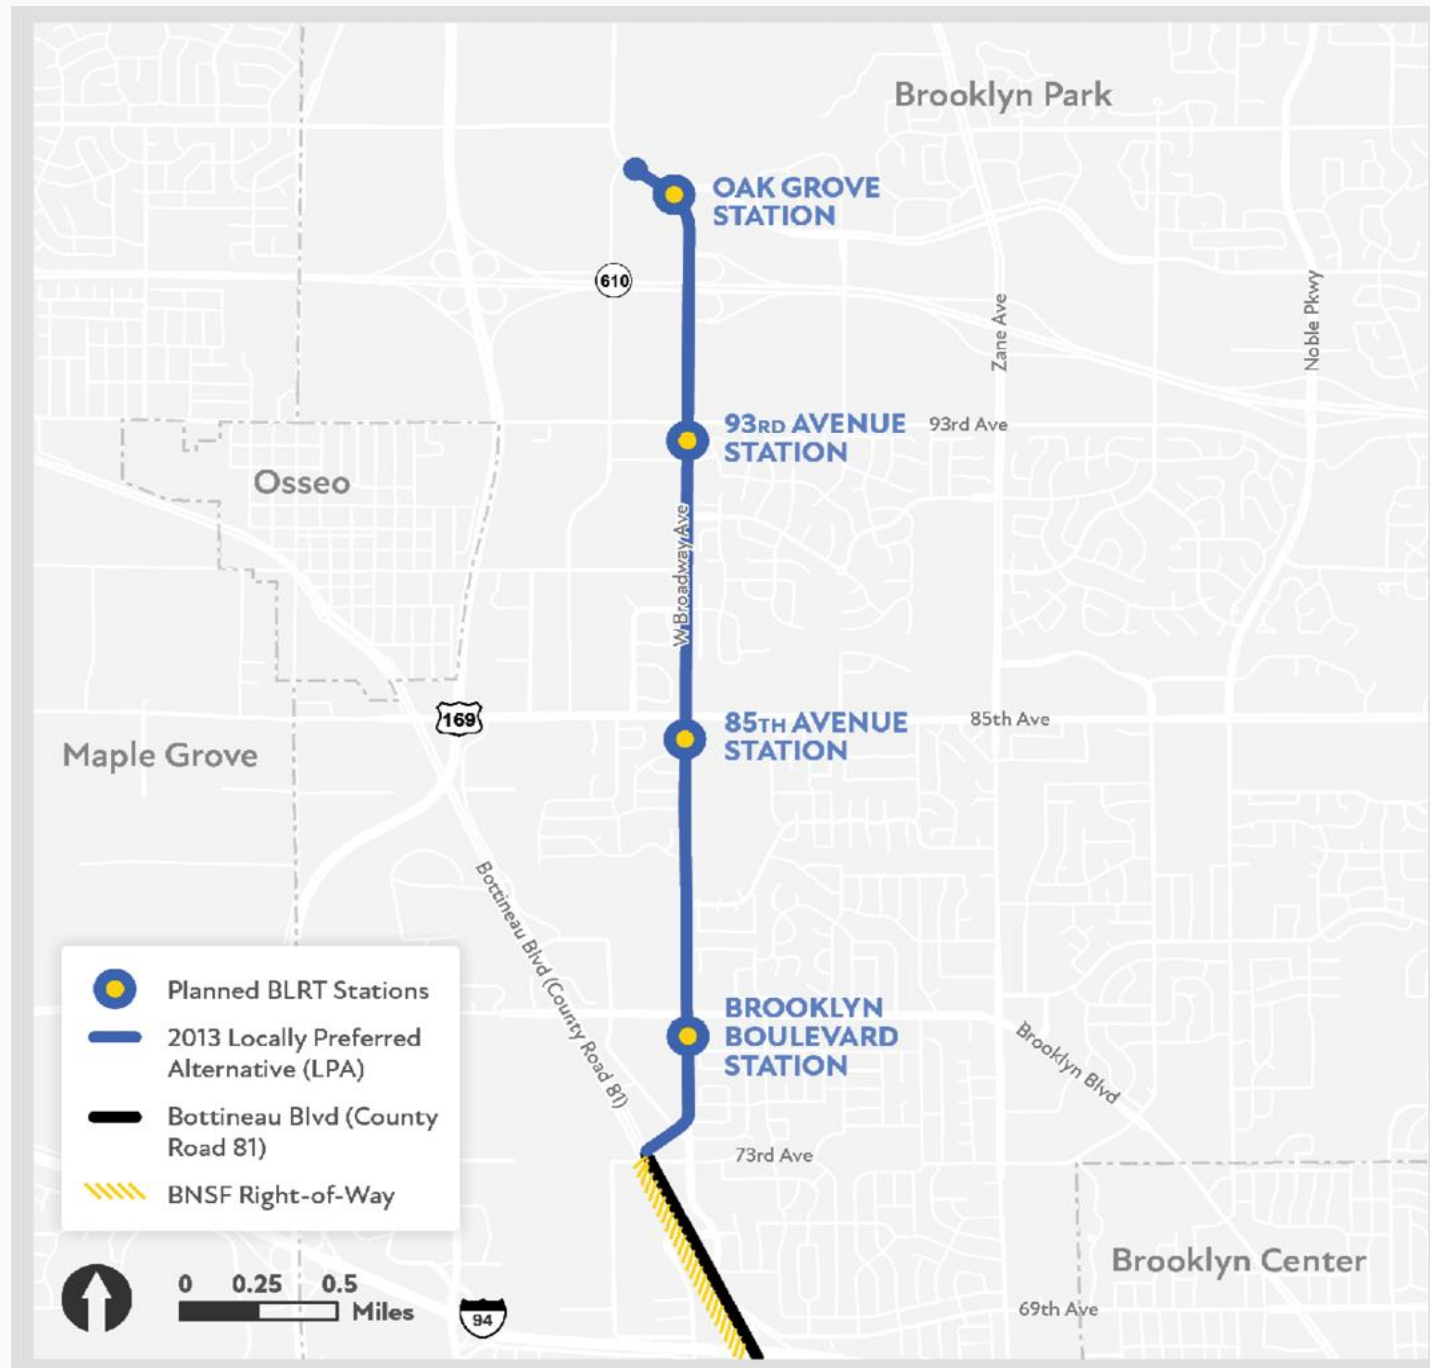 Brooklyn Park
OAK GROVE
STATION
610
Zane Ave
Noble Pkwy
93RD AVENUE
STATION
93rd Ave
Osseo
W Broadway Ave
169
85TH AVENUE
STATION
85th Ave
Maple Grove
Bottineau Blvd (County Road 81)
BROOKLYN
BOULEVARD
STATION
Brooklyn Blvd
73rd Ave
Brooklyn Center
69th Ave
Planned BLRT Stations
2013 Locally Preferred
Alternative (LPA)
Bottineau Blvd (County
Road 81)
BNSF Right-of-Way
0 0.25 0.5
Miles
94